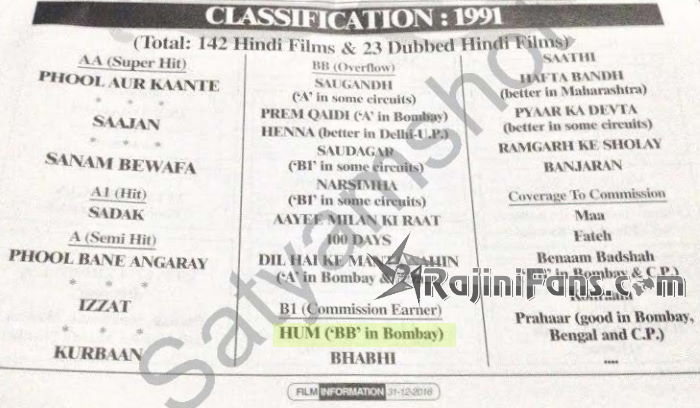 CLASSIFICATION : 1991
(Total: 142 Hindi Films & 23 Dubbed Hindi Films)
AA (Super Hit)
PHOOL AUR KAANTE
* * *
SAAJAN
* * *
SANAM BEWAFA
A1 (Hit)
SADAK
A (Semi Hit)
PHOOL BANE ANGARAY
* * *
IZZAT
* * *
KURBAAN
BB (Overflow)
SAUGANDH
('A' in some circuits)
PREM QAIDI ('A' in Bombay)
HENNA (better in Delhi-U.P.)
SAUDAGAR
('B1' in some circuits)
NARSIMHA
('B1' in some circuits)
AAYEE MILAN KI RAAT
100 DAYS
DIL HAI KE MANTA NAHIN
('A' in Bombay &
B1 (Commission Earner)
HUM ('BB' in Bombay)
BHABHI
SAATHI
HAFTA BANDH
(better in Maharashtra)
PYAAR KA DEVTA
(better in some circuits)
RAMGARH KE SHOLAY
BANJARAN
Coverage To Commission
Maa
Fateh
Benaam Badshah
in Bombay & C.P.)
Prahaar (good in Bombay,
Bengal and C.P.)
....
FILM INFORMATION 31-12-2016
RajiniFans.com
Satyamshot